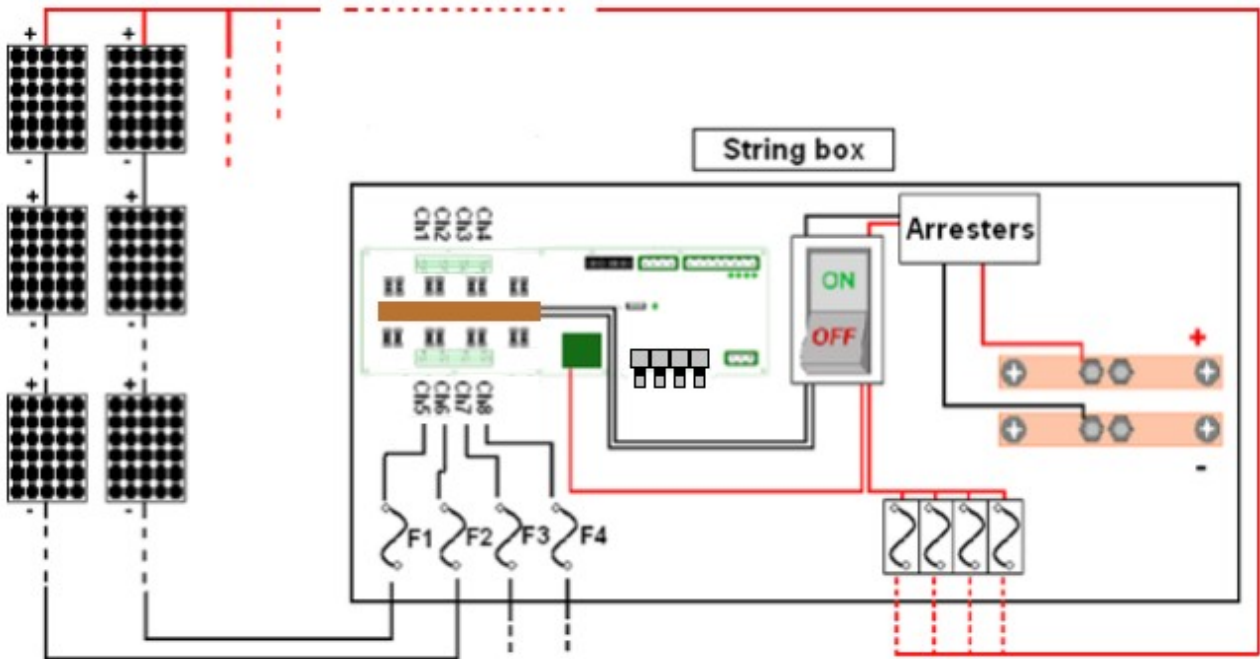 + +
- -
+ +
- -
+ +
- -
String box
Ch1
Ch2
Ch3
Ch4
Arresters
ON
OFF
+
-
Ch5
Ch6
Ch7
Ch8
F1
F2
F3
F4